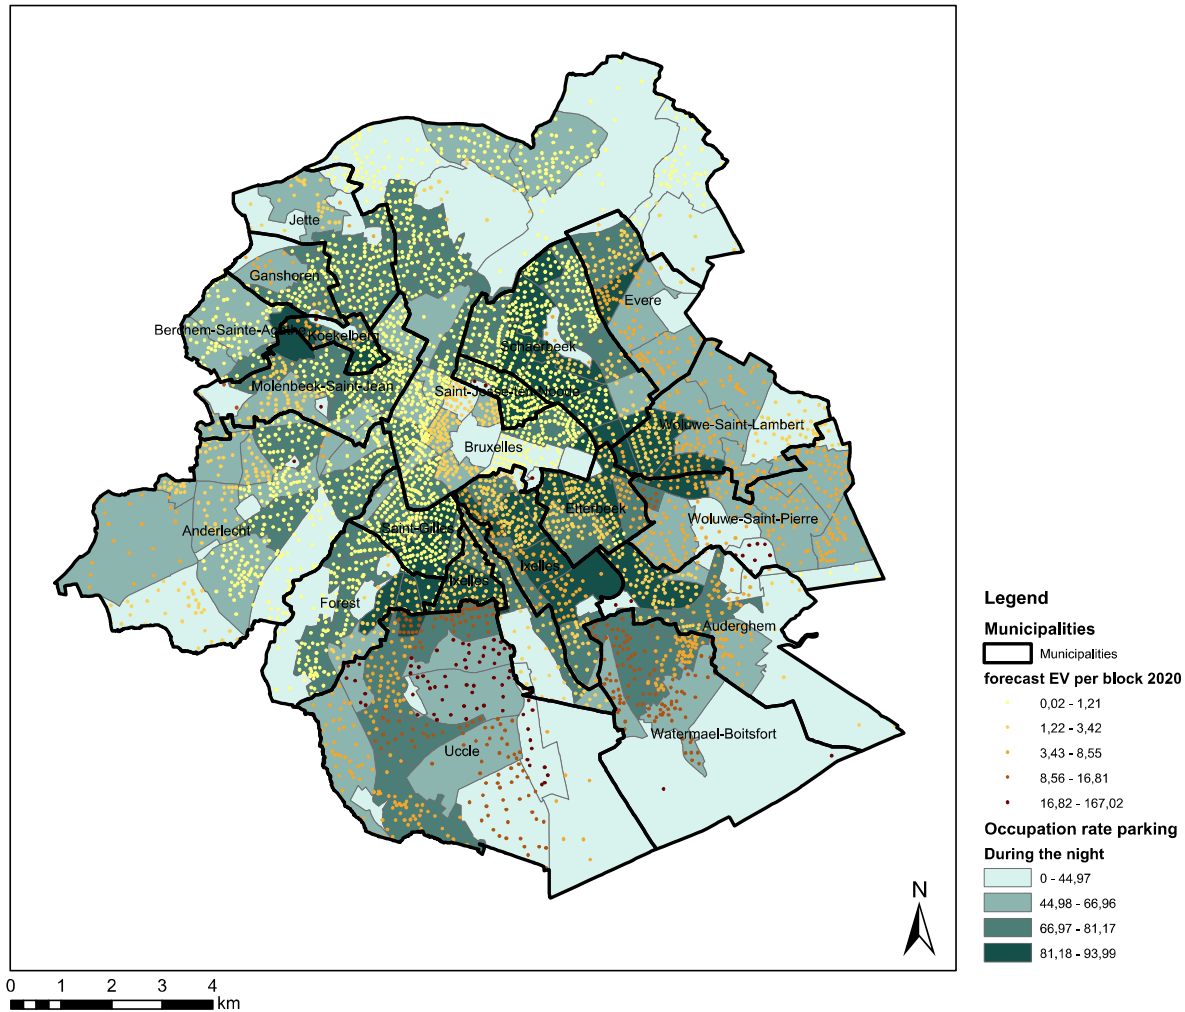 Jette
Ganshoren
Evere
Berchem-Sainte-Agathe
Koekelberg
Schaerbeek
Molenbeek-Saint-Jean
Saint-Josse-ten-Noode
Woluwe-Saint-Lambert
Bruxelles
Etterbeek
Woluwe-Saint-Pierre
Anderlecht
Saint-Gilles
Ixelles
Ixelles
Forest
Auderghem
Watermael-Boitsfort
Uccle
Legend
Municipalities
Municipalities
forecast EV per block 2020
0,02 - 1,21
1,22 - 3,42
3,43 - 8,55
8,56 - 16,81
16,82 - 167,02
Occupation rate parking
During the night
0 - 44,97
44,98 - 66,96
66,97 - 81,17
81,18 - 93,99
N
0 1 2 3 4
km